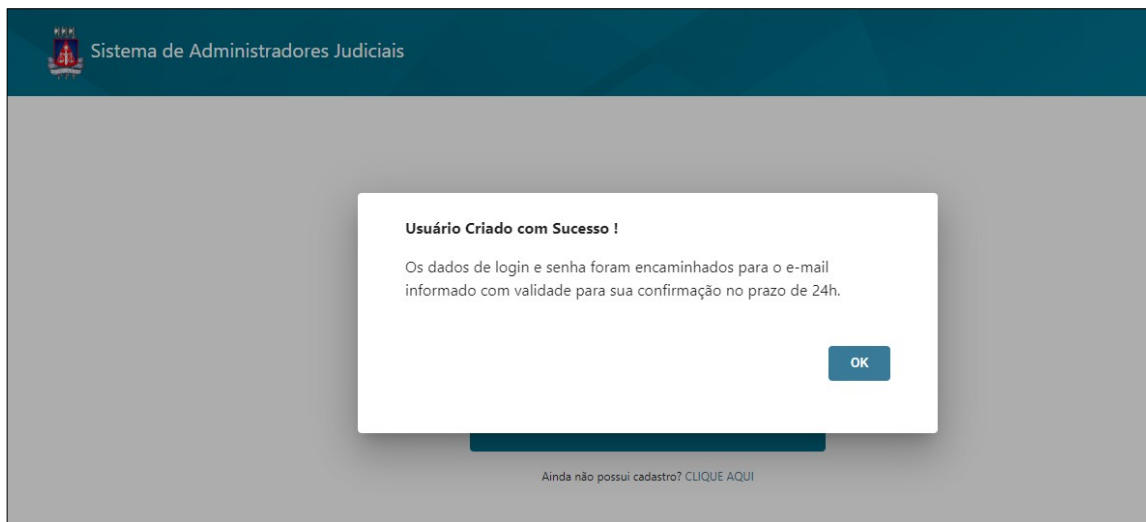 Sistema de Administradores Judiciais
Usuário Criado com Sucesso !
Os dados de login e senha foram encaminhados para o e-mail
informado com validade para sua confirmação no prazo de 24h.
OK
Ainda não possui cadastro? CLIQUE AQUI